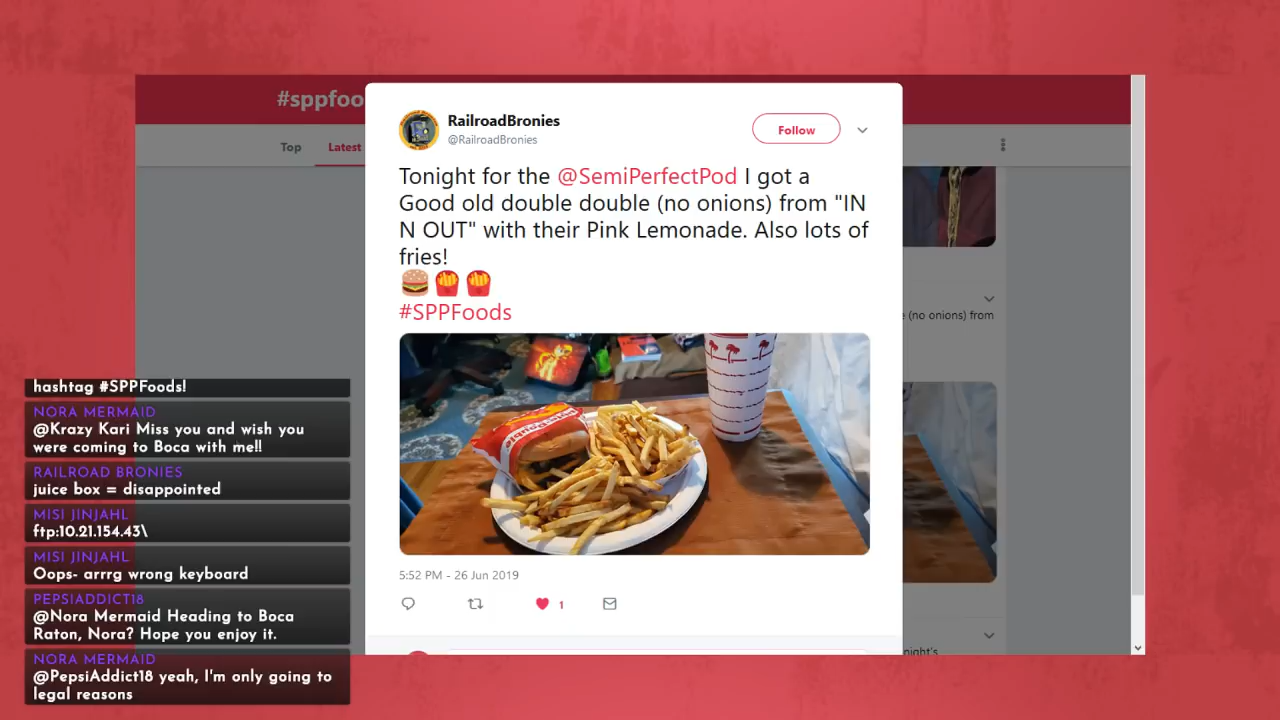 #sppfoo
Top
Latest
RailroadBronies
@RailroadBronies
Follow
Tonight for the @SemiPerfectPod I got a
Good old double double (no onions) from "IN
N OUT" with their Pink Lemonade. Also lots of
fries!
🍔🍟🍟
#SPPFoods
5:52 PM - 26 Jun 2019
1
(no onions) from
night's
hashtag #SPPFoods!
NORA MERMAID
@Krazy Kari Miss you and wish you
were coming to Boca with me!!
RAILROAD BRONIES
juice box = disappointed
MISI JINJAHL
ftp:10.21.154.43\
MISI JINJAHL
Oops- arrrg wrong keyboard
PEPSIADDICT18
@Nora Mermaid Heading to Boca
Raton, Nora? Hope you enjoy it.
NORA MERMAID
@PepsiAddict18 yeah, I'm only going to
legal reasons